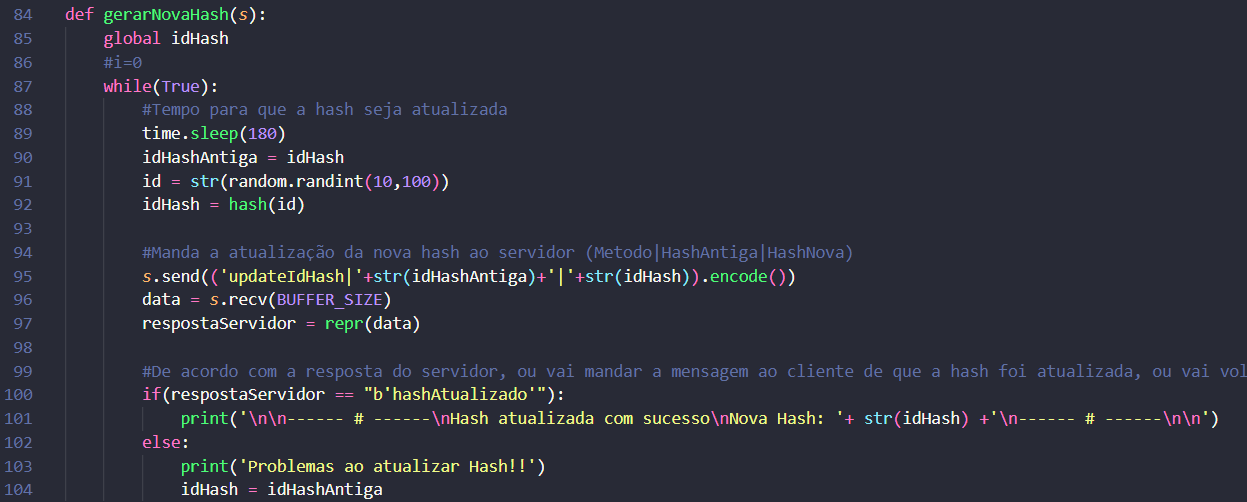 84 def gerarNovaHash(s):
85     global idHash
86     #i=0
87     while(True):
88         #Tempo para que a hash seja atualizada
89         time.sleep(180)
90         idHashAntiga = idHash
91         id = str(random.randint(10,100))
92         idHash = hash(id)
93
94         #Manda a atualização da nova hash ao servidor (Metodo|HashAntiga|HashNova)
95         s.send(('updateIdHash|'+str(idHashAntiga)+'|'+str(idHash)).encode())
96         data = s.recv(BUFFER_SIZE)
97         respostaServidor = repr(data)
98
99         #De acordo com a resposta do servidor, ou vai mandar a mensagem ao cliente de que a hash foi atualizada, ou vai vol
100         if(respostaServidor == "b'hashAtualizado'"):
101             print('\n\n------ # ------\nHash atualizada com sucesso\nNova Hash: '+ str(idHash) +'\n------ # ------\n\n')
102         else:
103             print('Problemas ao atualizar Hash!!')
104             idHash = idHashAntiga